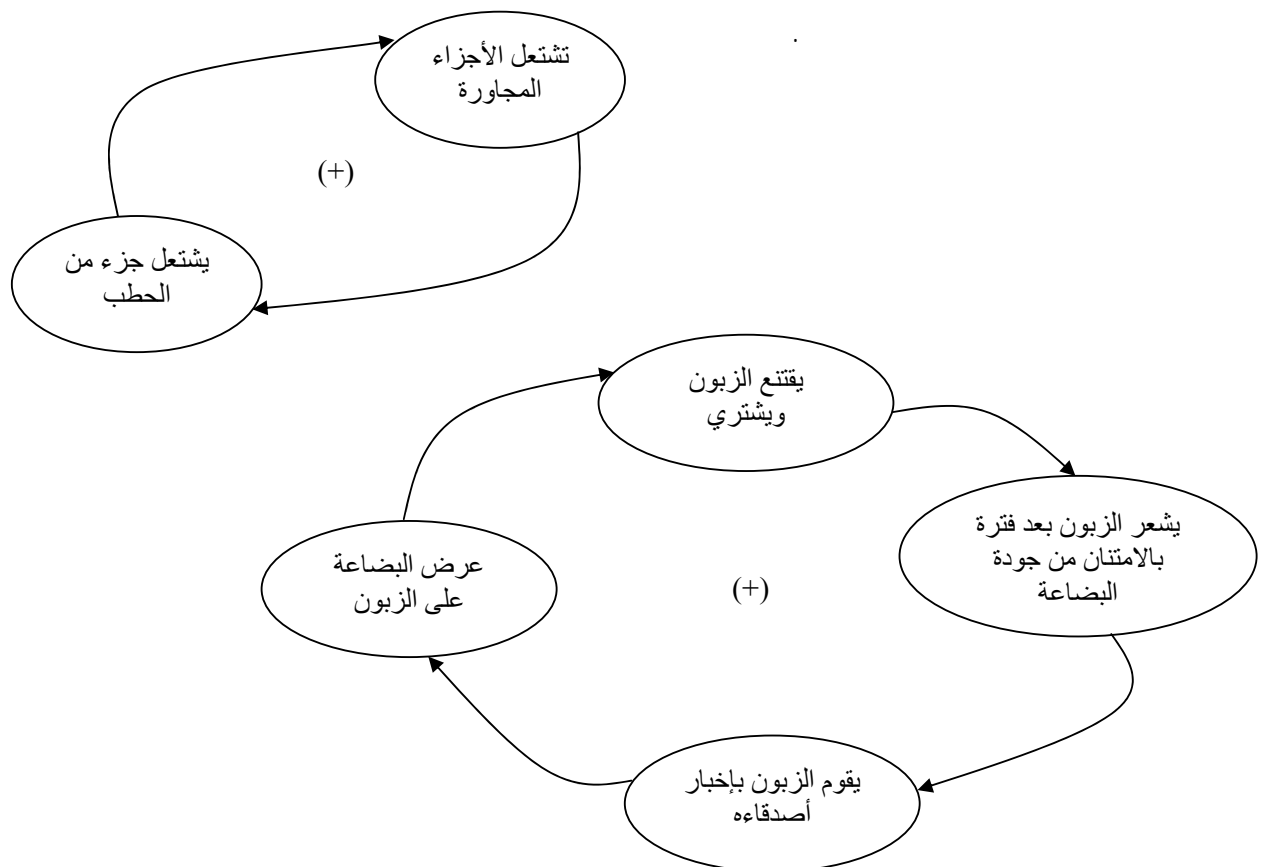 تشتعل الأجزاء
المجاورة
(+)
يشتعل جزء من
الحطب
يقتنع الزبون
ويشتري
يشعر الزبون بعد فترة
بالامتنان من جودة
البضاعة
عرض البضاعة
على الزبون
(+)
يقوم الزبون بإخبار
أصدقاءه